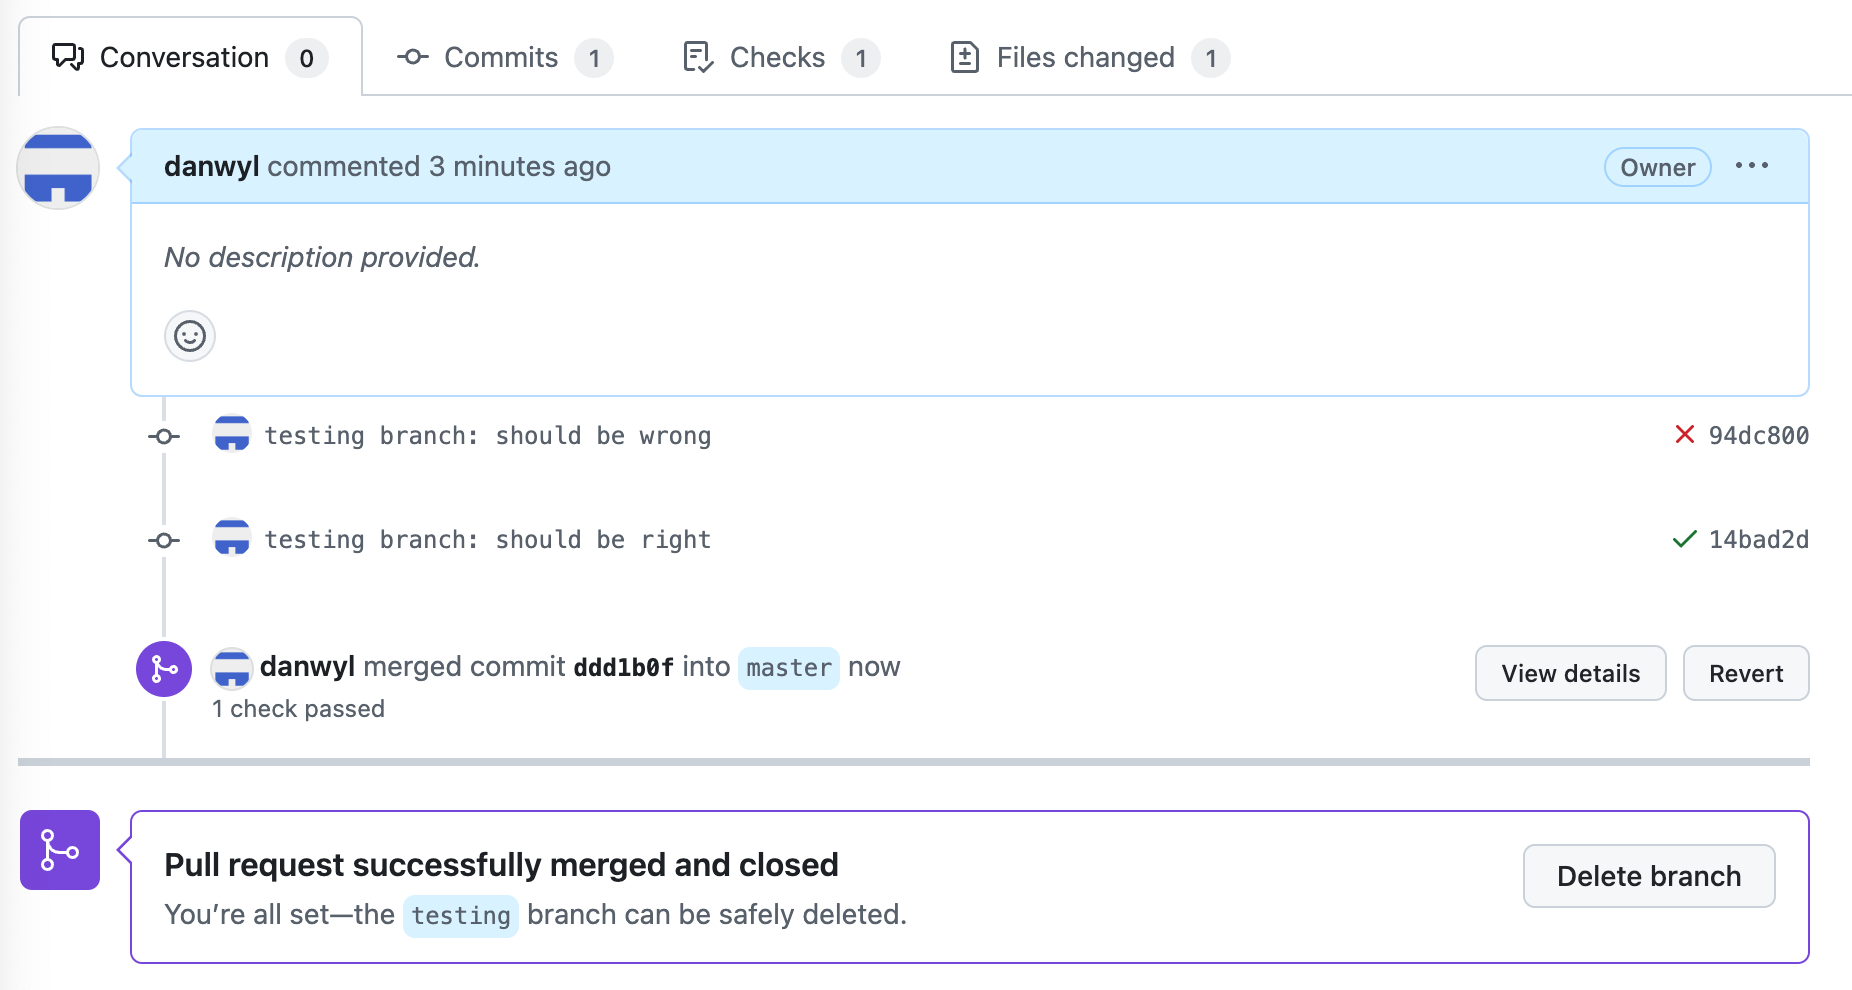 Conversation 0 Commits 1 Checks 1 Files changed 1
danwyl commented 3 minutes ago Owner
No description provided.
testing branch: should be wrong 94dc800
testing branch: should be right 14bad2d
danwyl merged commit ddd1b0f into master now View details Revert
1 check passed
Pull request successfully merged and closed
You’re all set—the testing branch can be safely deleted. Delete branch